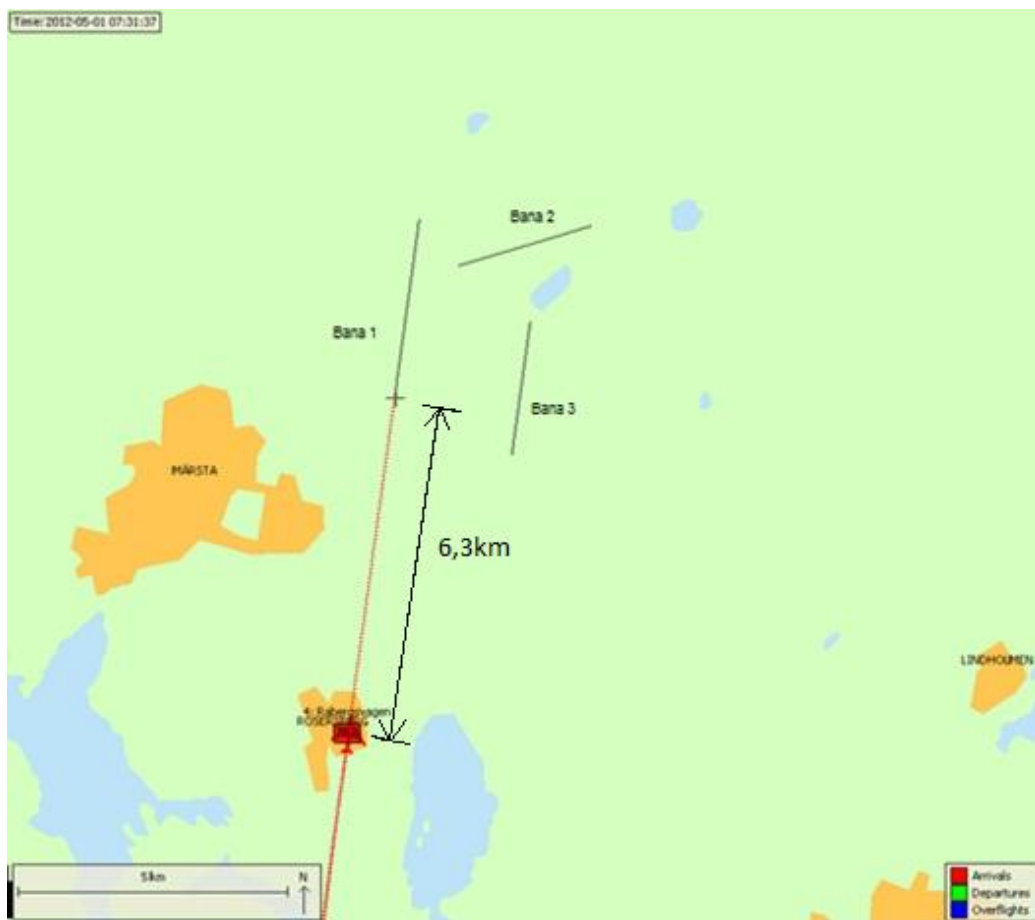 Time: 2012-05-01 07:31:37
Bana 2
Bana 1
Bana 3
MÄRSTA
6,3km
LINDHOLMEN
4: Rabergsvagen
5km
N
Arrivals
Departures
Overflights